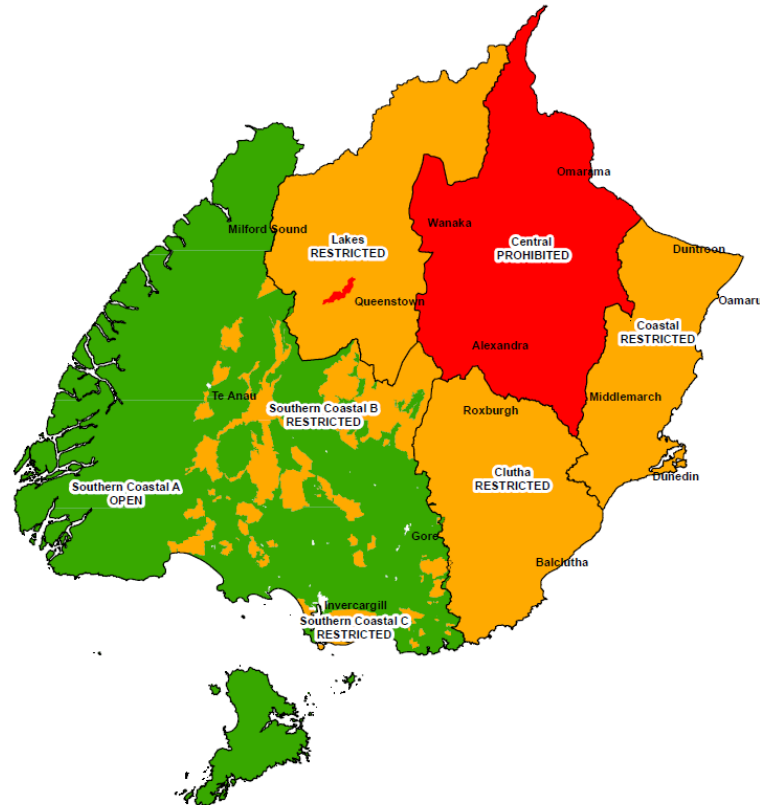 Omarama
Milford Sound
Wanaka
Lakes
RESTRICTED
Central
PROHIBITED
Duntroon
Queenstown
Oamaru
Coastal
RESTRICTED
Alexandra
Te Anau
Southern Coastal B
RESTRICTED
Roxburgh
Middlemarch
Clutha
RESTRICTED
Dunedin
Southern Coastal A
OPEN
Gore
Balclutha
Invercargill
Southern Coastal C
RESTRICTED